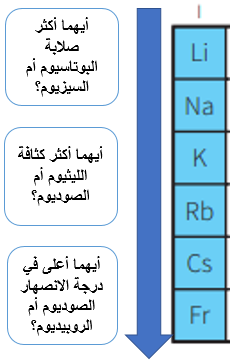 أيهما أكثر
صلابة
البوتاسيوم أم
السيزيوم؟
أيهما أكثر كثافة
الليثيوم أم
الصوديوم؟
أيهما أعلى في
درجة الانصهار
الصوديوم أم
الروبيديوم؟
I
Li
Na
K
Rb
Cs
Fr